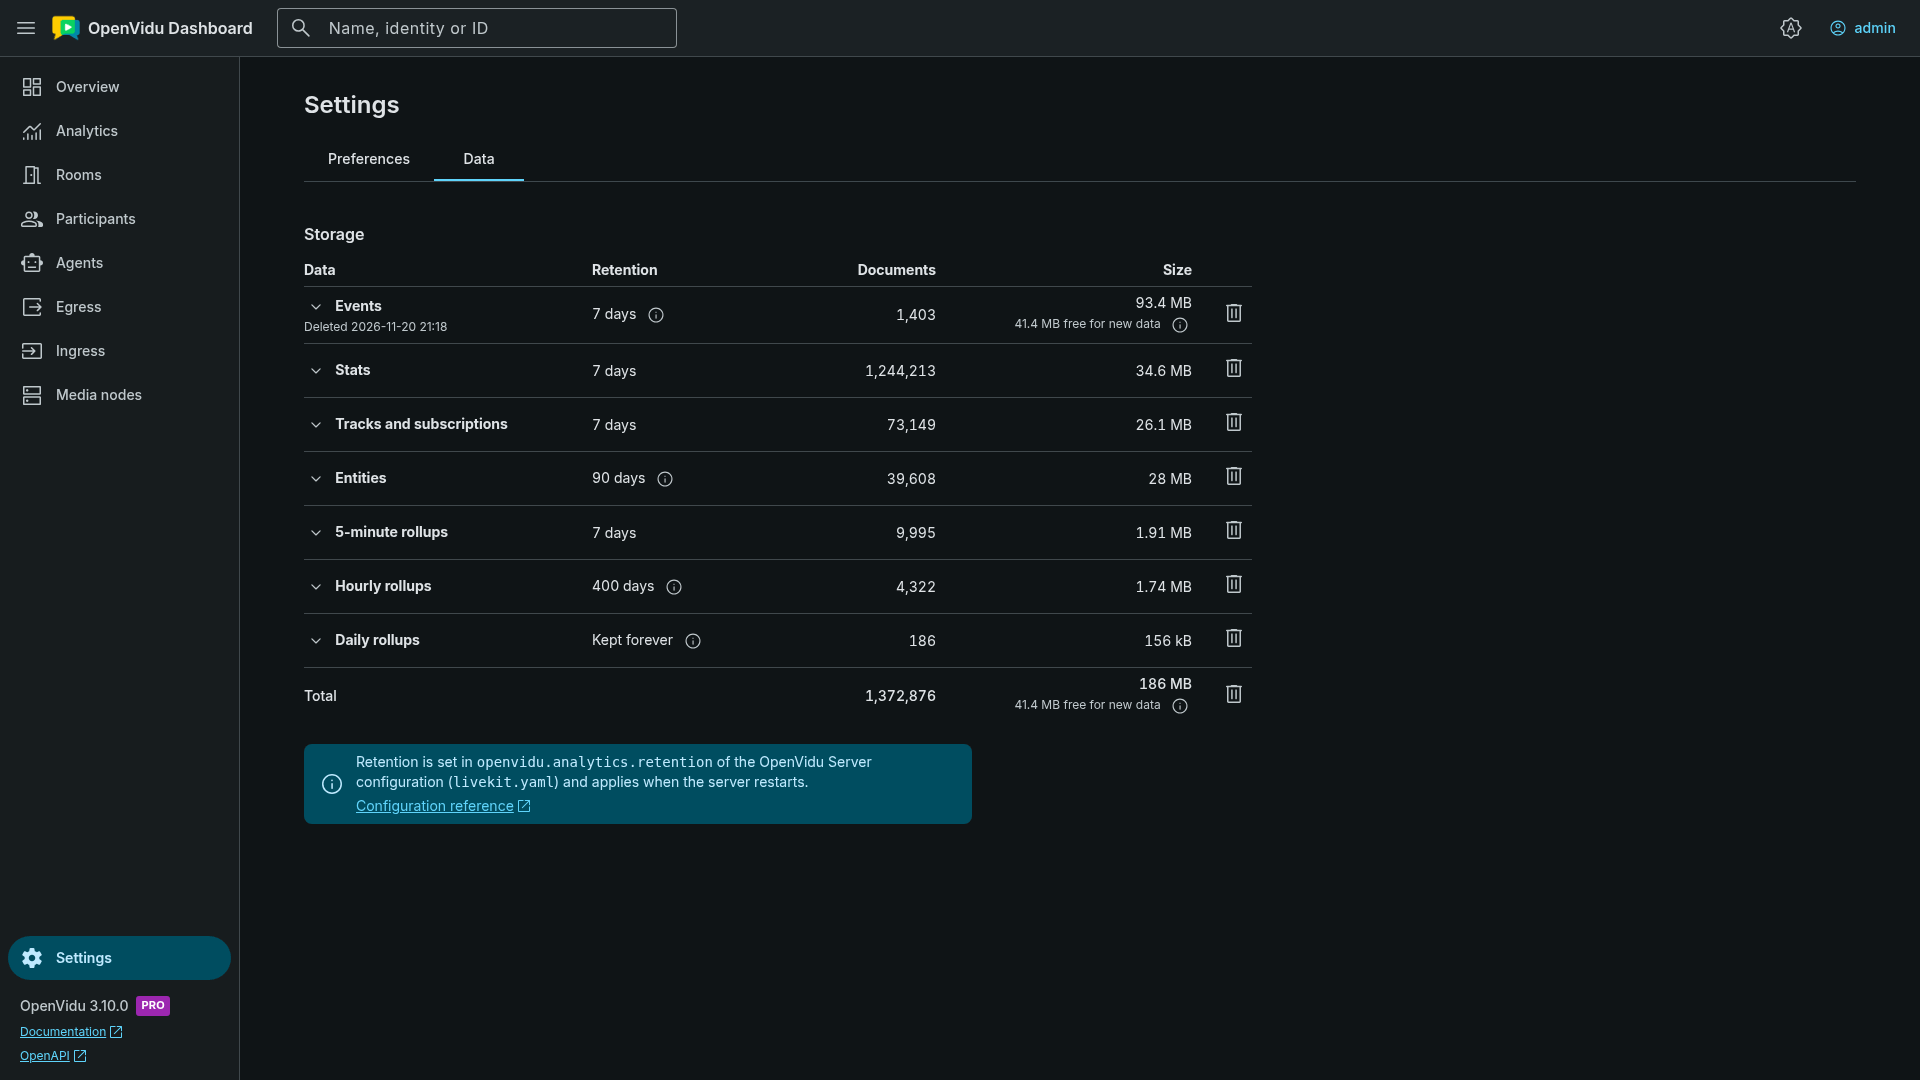 OpenVidu Dashboard
Name, identity or ID
admin
Overview
Analytics
Rooms
Participants
Agents
Egress
Ingress
Media nodes
Settings
OpenVidu 3.10.0 PRO
Documentation
OpenAPI
Settings
Preferences Data
Storage
Data Retention Documents Size
Events 7 days 1,403 93.4 MB
Deleted 2026-11-20 21:18 41.4 MB free for new data
Stats 7 days 1,244,213 34.6 MB
Tracks and subscriptions 7 days 73,149 26.1 MB
Entities 90 days 39,608 28 MB
5-minute rollups 7 days 9,995 1.91 MB
Hourly rollups 400 days 4,322 1.74 MB
Daily rollups Kept forever 186 156 kB
Total 1,372,876 186 MB
41.4 MB free for new data
Retention is set in openvidu.analytics.retention of the OpenVidu Server
configuration (livekit.yaml) and applies when the server restarts.
Configuration reference